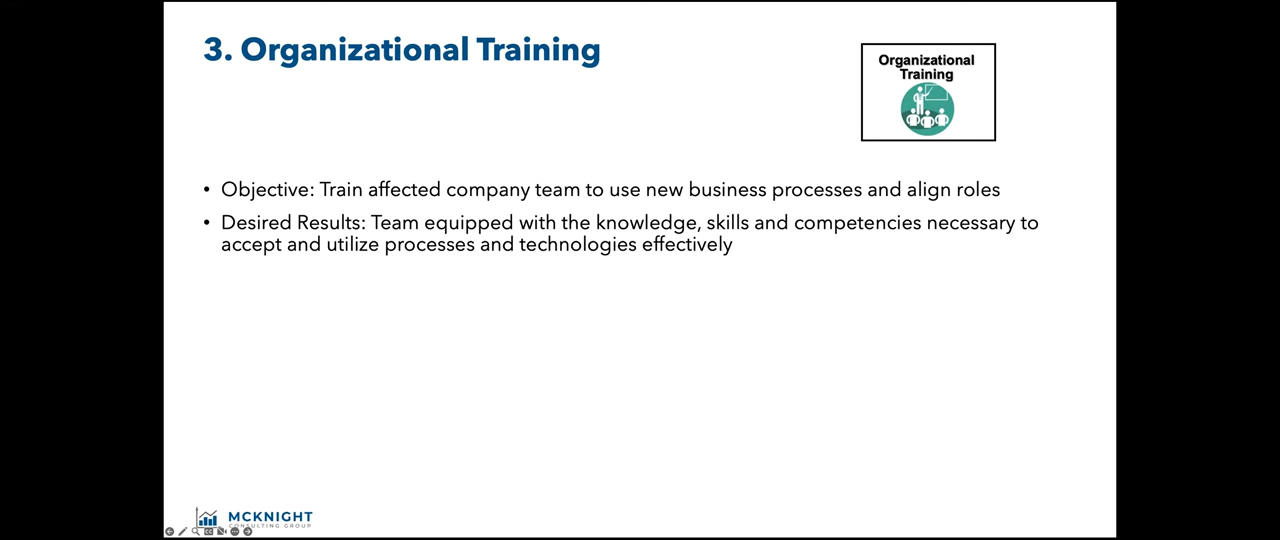 3. Organizational Training
Organizational
Training
• Objective: Train affected company team to use new business processes and align roles
• Desired Results: Team equipped with the knowledge, skills and competencies necessary to
accept and utilize processes and technologies effectively
MCKNIGHT
CONSULTING GROUP